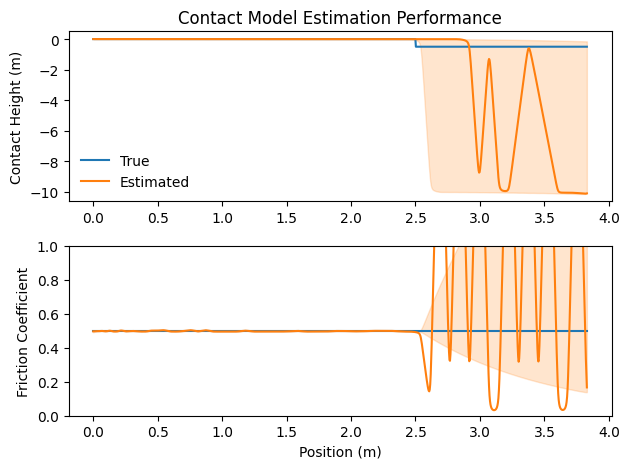 Contact Model Estimation Performance
Contact Height (m)
0
−2
−4
−6
−8
−10
True
Estimated
0.0 0.5 1.0 1.5 2.0 2.5 3.0 3.5 4.0
Friction Coefficient
1.0
0.8
0.6
0.4
0.2
0.0
0.0 0.5 1.0 1.5 2.0 2.5 3.0 3.5 4.0
Position (m)